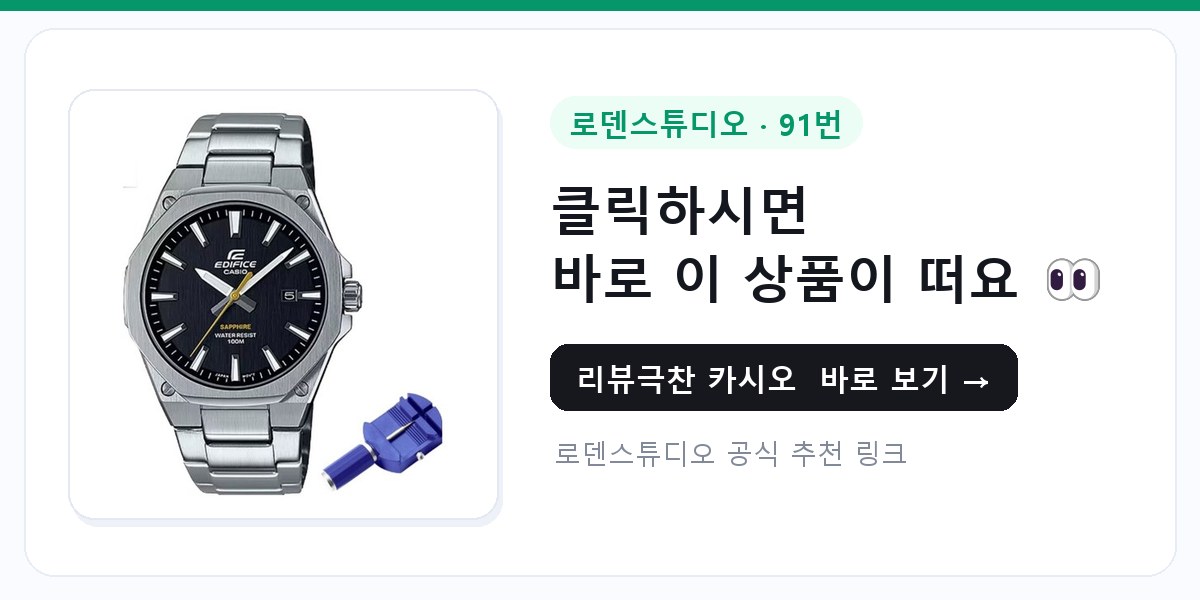 로덴스튜디오 · 91번
클릭하시면
바로 이 상품이 떠요 👀
리뷰극찬 카시오 바로 보기 →
로덴스튜디오 공식 추천 링크
EDIFICE
CASIO
5
SAPPHIRE
WATER RESIST
100M